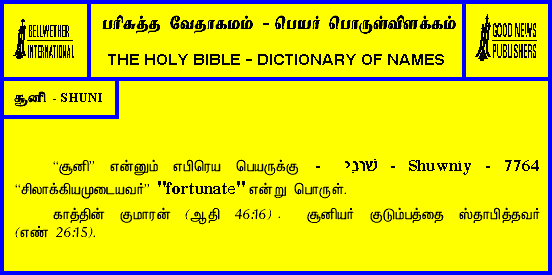 BELLWETHER
INTERNATIONAL
பரிசுத்த வேதாகமம் - பெயர் பொருள்விளக்கம்
THE HOLY BIBLE - DICTIONARY OF NAMES
GOOD NEWS
PUBLISHERS
சூனி - SHUNI
“சூனி” என்னும் எபிரெய பெயருக்கு - שׁוּנִי - Shuwniy - 7764
“சிலாக்கியமுடையவர்” "fortunate" என்று பொருள்.
காத்தின் குமாரன் (ஆதி 46:16) . சூனியர் குடும்பத்தை ஸ்தாபித்தவர்
(எண் 26:15).